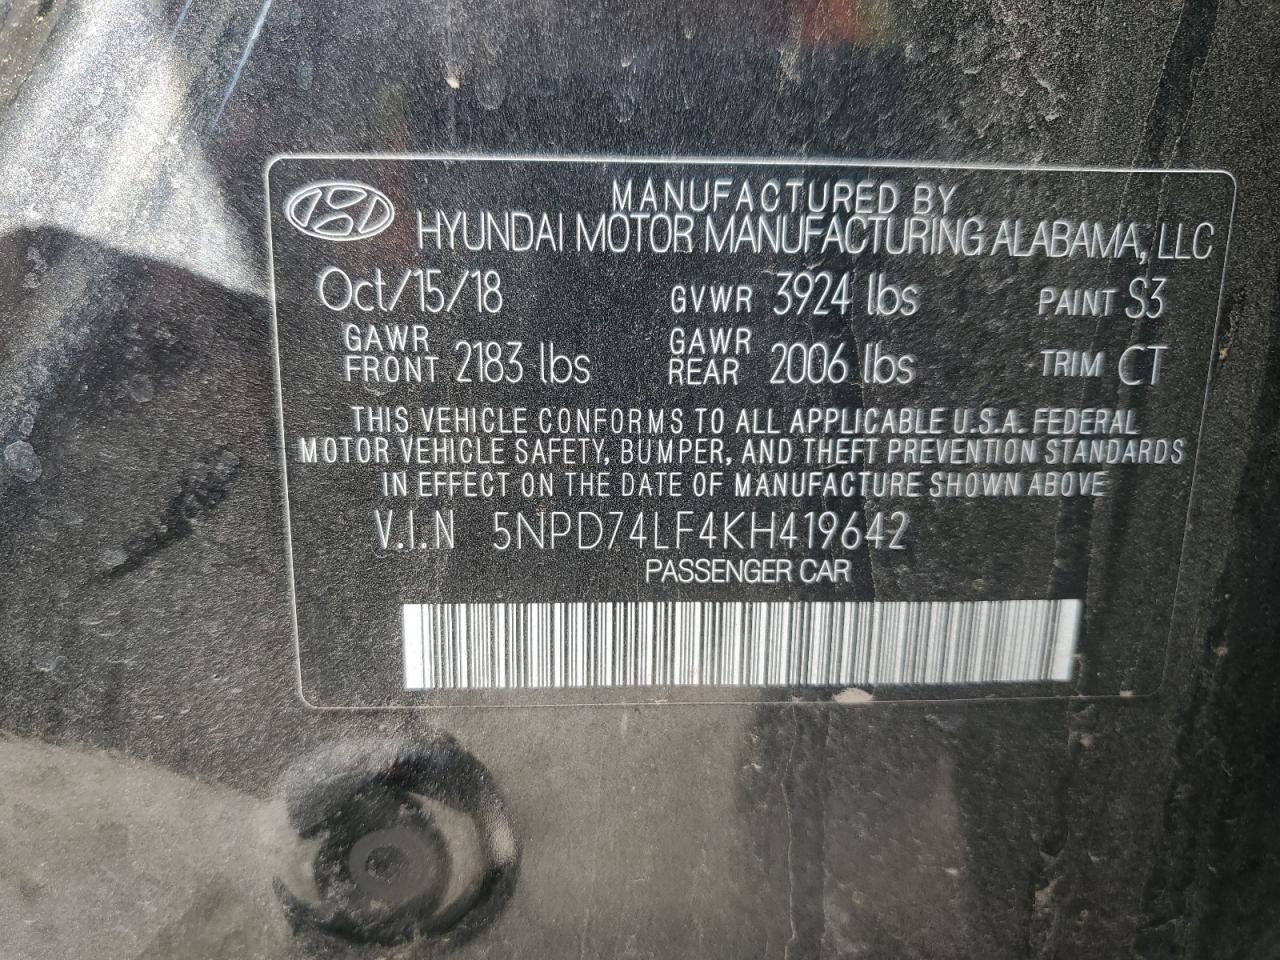 MANUFACTURED BY
HYUNDAI MOTOR MANUFACTURING ALABAMA, LLC
Oct/15/18 GVWR 3924 lbs PAINT S3
GAWR FRONT 2183 lbs GAWR REAR 2006 lbs TRIM CT
THIS VEHICLE CONFORMS TO ALL APPLICABLE U.S.A. FEDERAL
MOTOR VEHICLE SAFETY, BUMPER, AND THEFT PREVENTION STANDARDS
IN EFFECT ON THE DATE OF MANUFACTURE SHOWN ABOVE
V.I.N 5NPD74LF4KH419642
PASSENGER CAR